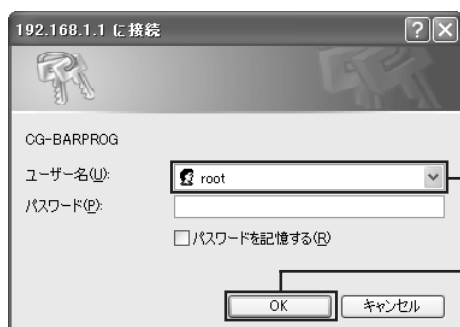 192.168.1.1 に接続
CG-BARPROG
ユーザー名(U):
root
パスワード(P):
パスワードを記憶する(R)
OK
キャンセル